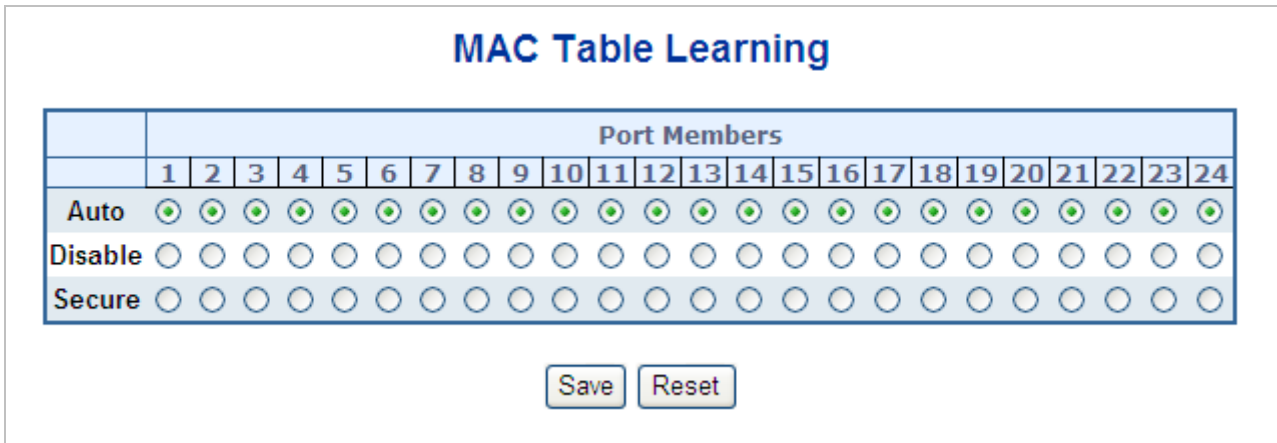 MAC Table Learning
Port Members
1 2 3 4 5 6 7 8 9 10 11 12 13 14 15 16 17 18 19 20 21 22 23 24
Auto
Disable
Secure
Save Reset